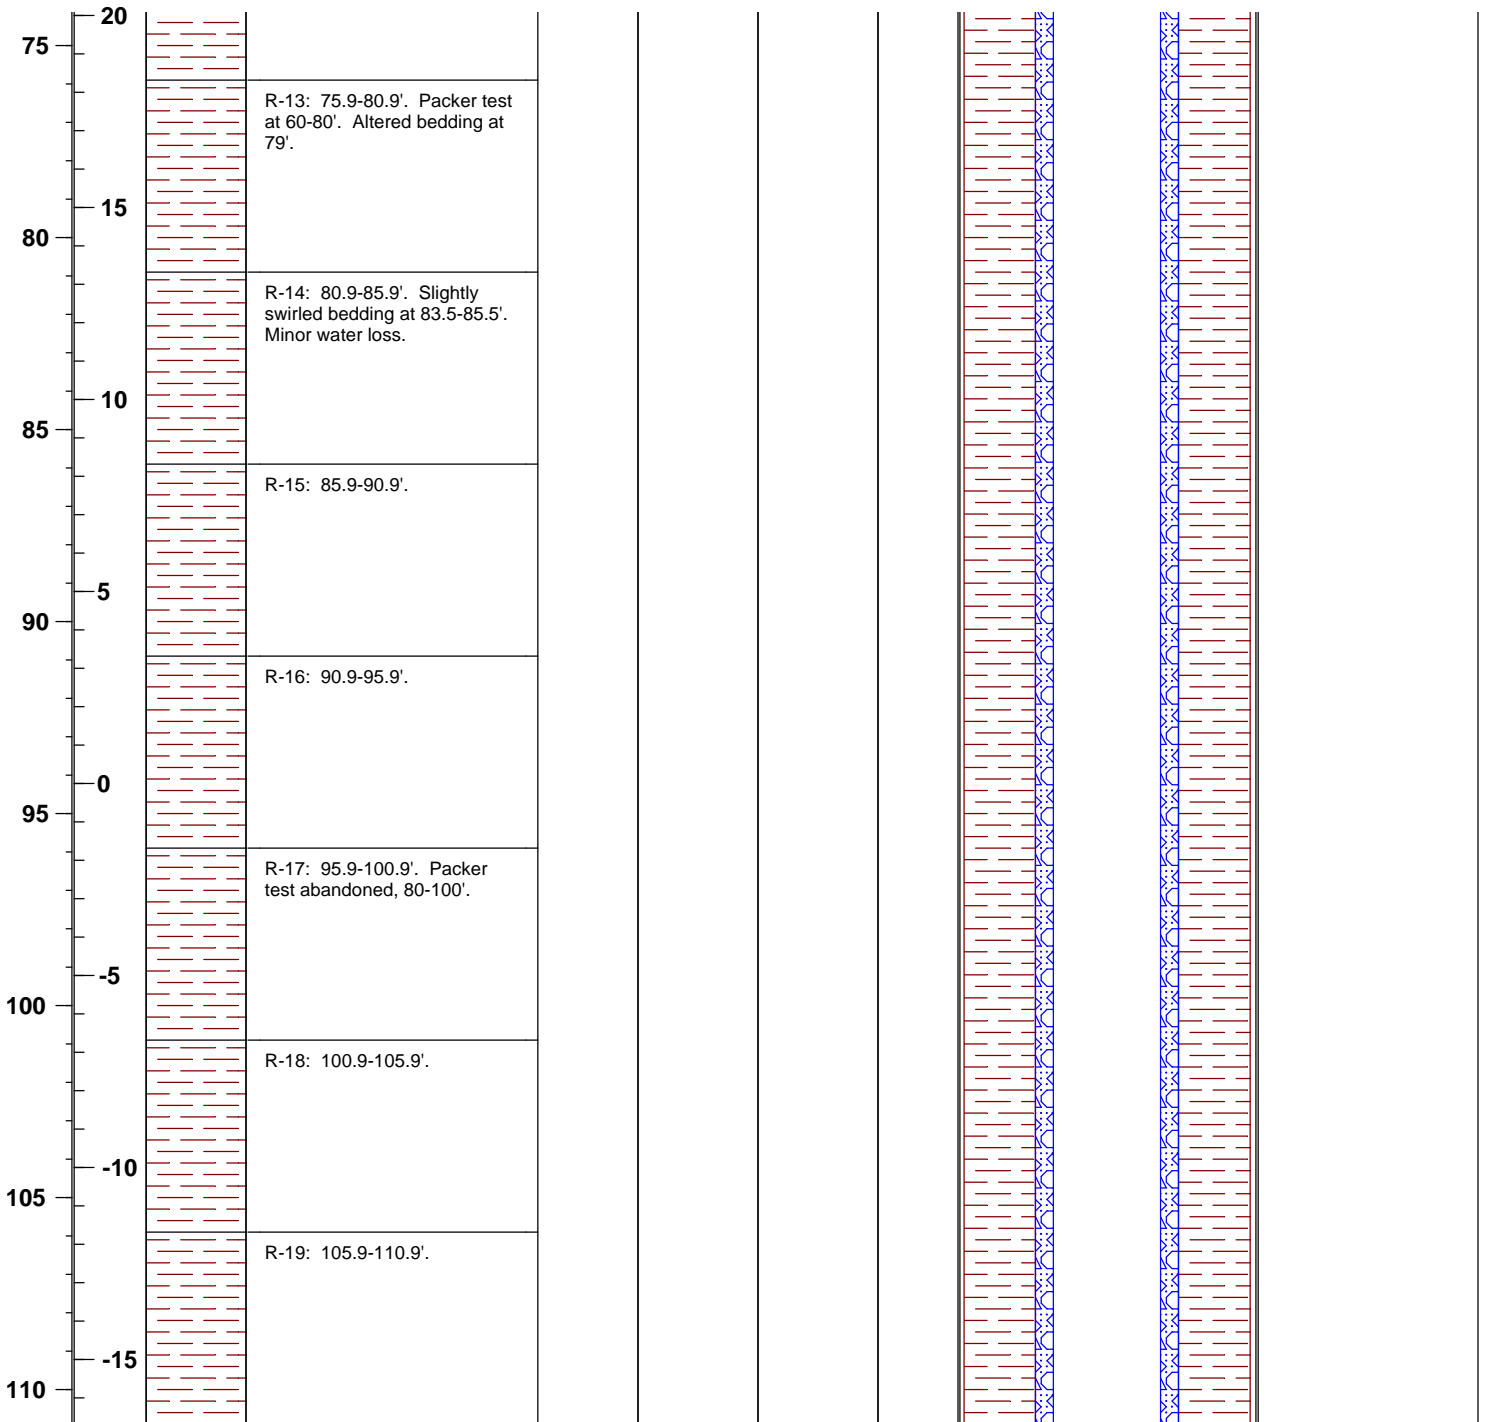 20
75
R-13: 75.9-80.9'. Packer test
at 60-80'. Altered bedding at
79'.
15
80
R-14: 80.9-85.9'. Slightly
swirled bedding at 83.5-85.5'.
Minor water loss.
10
85
R-15: 85.9-90.9'.
5
90
R-16: 90.9-95.9'.
0
95
R-17: 95.9-100.9'. Packer
test abandoned, 80-100'.
-5
100
R-18: 100.9-105.9'.
-10
105
R-19: 105.9-110.9'.
-15
110